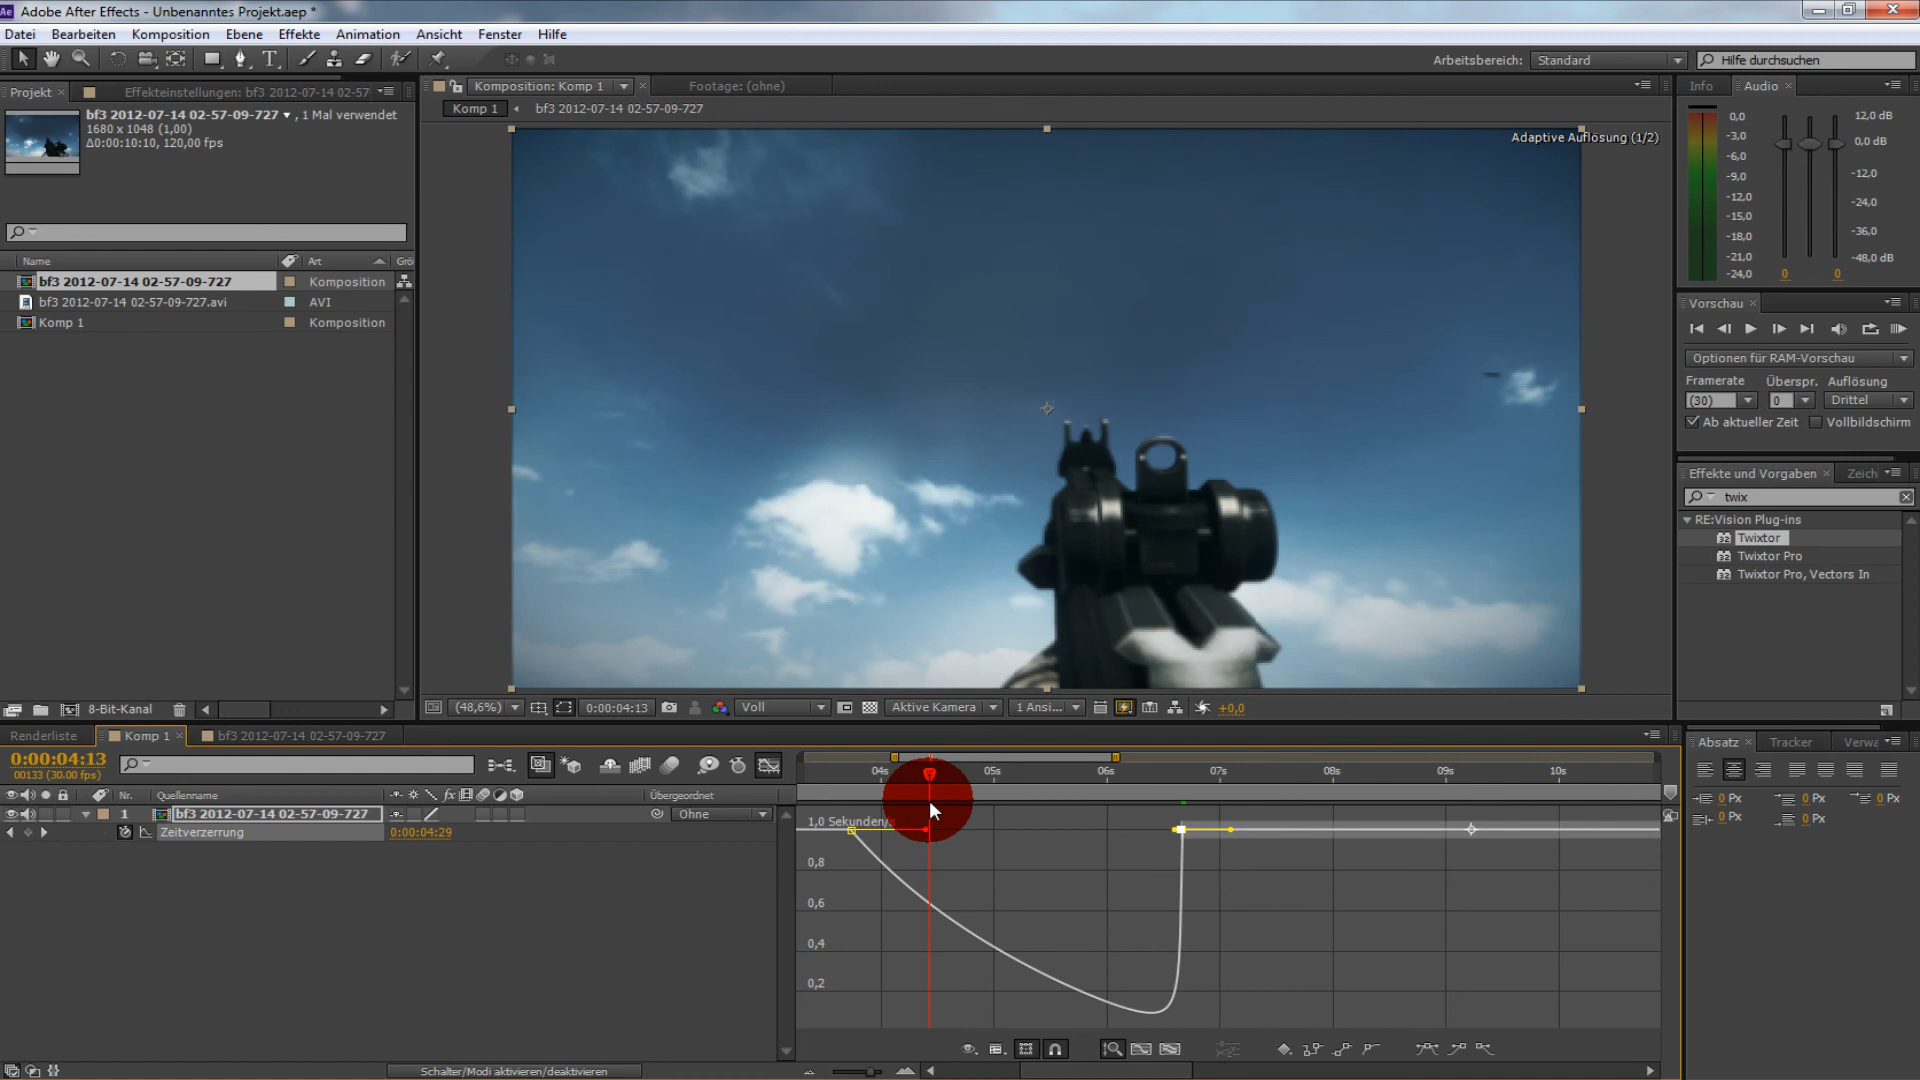 Adobe After Effects - Unbenanntes Projekt.aep *
Datei Bearbeiten Komposition Ebene Effekte Animation Ansicht Fenster Hilfe
Arbeitsbereich: Standard Hilfe durchsuchen
Projekt Effekteinstellungen: bf3 2012-07-14 02-57
bf3 2012-07-14 02-57-09-727 , 1 Mal verwendet
1680 x 1048 (1,00)
Δ0:00:10:10, 120,00 fps
Name Art Grö
bf3 2012-07-14 02-57-09-727 Komposition
bf3 2012-07-14 02-57-09-727.avi AVI
Komp 1 Komposition
8-Bit-Kanal
Komposition: Komp 1 Footage: (ohne)
Komp 1 bf3 2012-07-14 02-57-09-727
Adaptive Auflösung (1/2)
(48,6%) 0:00:04:13 Voll Aktive Kamera 1 Ansi... +0,0
Info Audio
0,0
-3,0
-6,0
-9,0
-12,0
-15,0
-18,0
-21,0
-24,0
12,0 dB
0,0 dB
-12,0
-24,0
-36,0
-48,0 dB
0 0
Vorschau
Optionen für RAM-Vorschau
Framerate Überspr. Auflösung
(30) 0 Drittel
Ab aktueller Zeit Vollbildschirm
Effekte und Vorgaben Zeich
twix
RE:Vision Plug-ins
32 Twixtor
32 Twixtor Pro
32 Twixtor Pro, Vectors In
Renderliste Komp 1 bf3 2012-07-14 02-57-09-727
0:00:04:13
00133 (30.00 fps)
Nr. Quellenname fx Übergeordnet
1 bf3 2012-07-14 02-57-09-727 Ohne
Zeitverzerrung 0:00:04:29
04s 05s 06s 07s 08s 09s 10s
1,0 Sekunden/s
0,8
0,6
0,4
0,2
Schalter/Modi aktivieren/deaktivieren
Absatz Tracker Verwa
0 Px 0 Px 0 Px
0 Px 0 Px